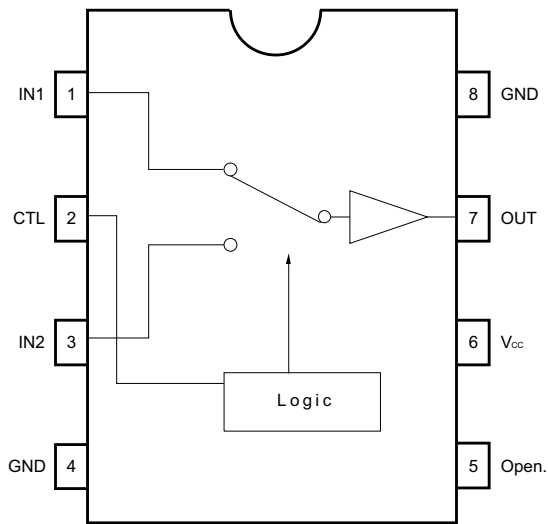 IN1 1 8 GND
CTL 2 7 OUT
IN2 3 6 Vcc
Logic
GND 4 5 Open.